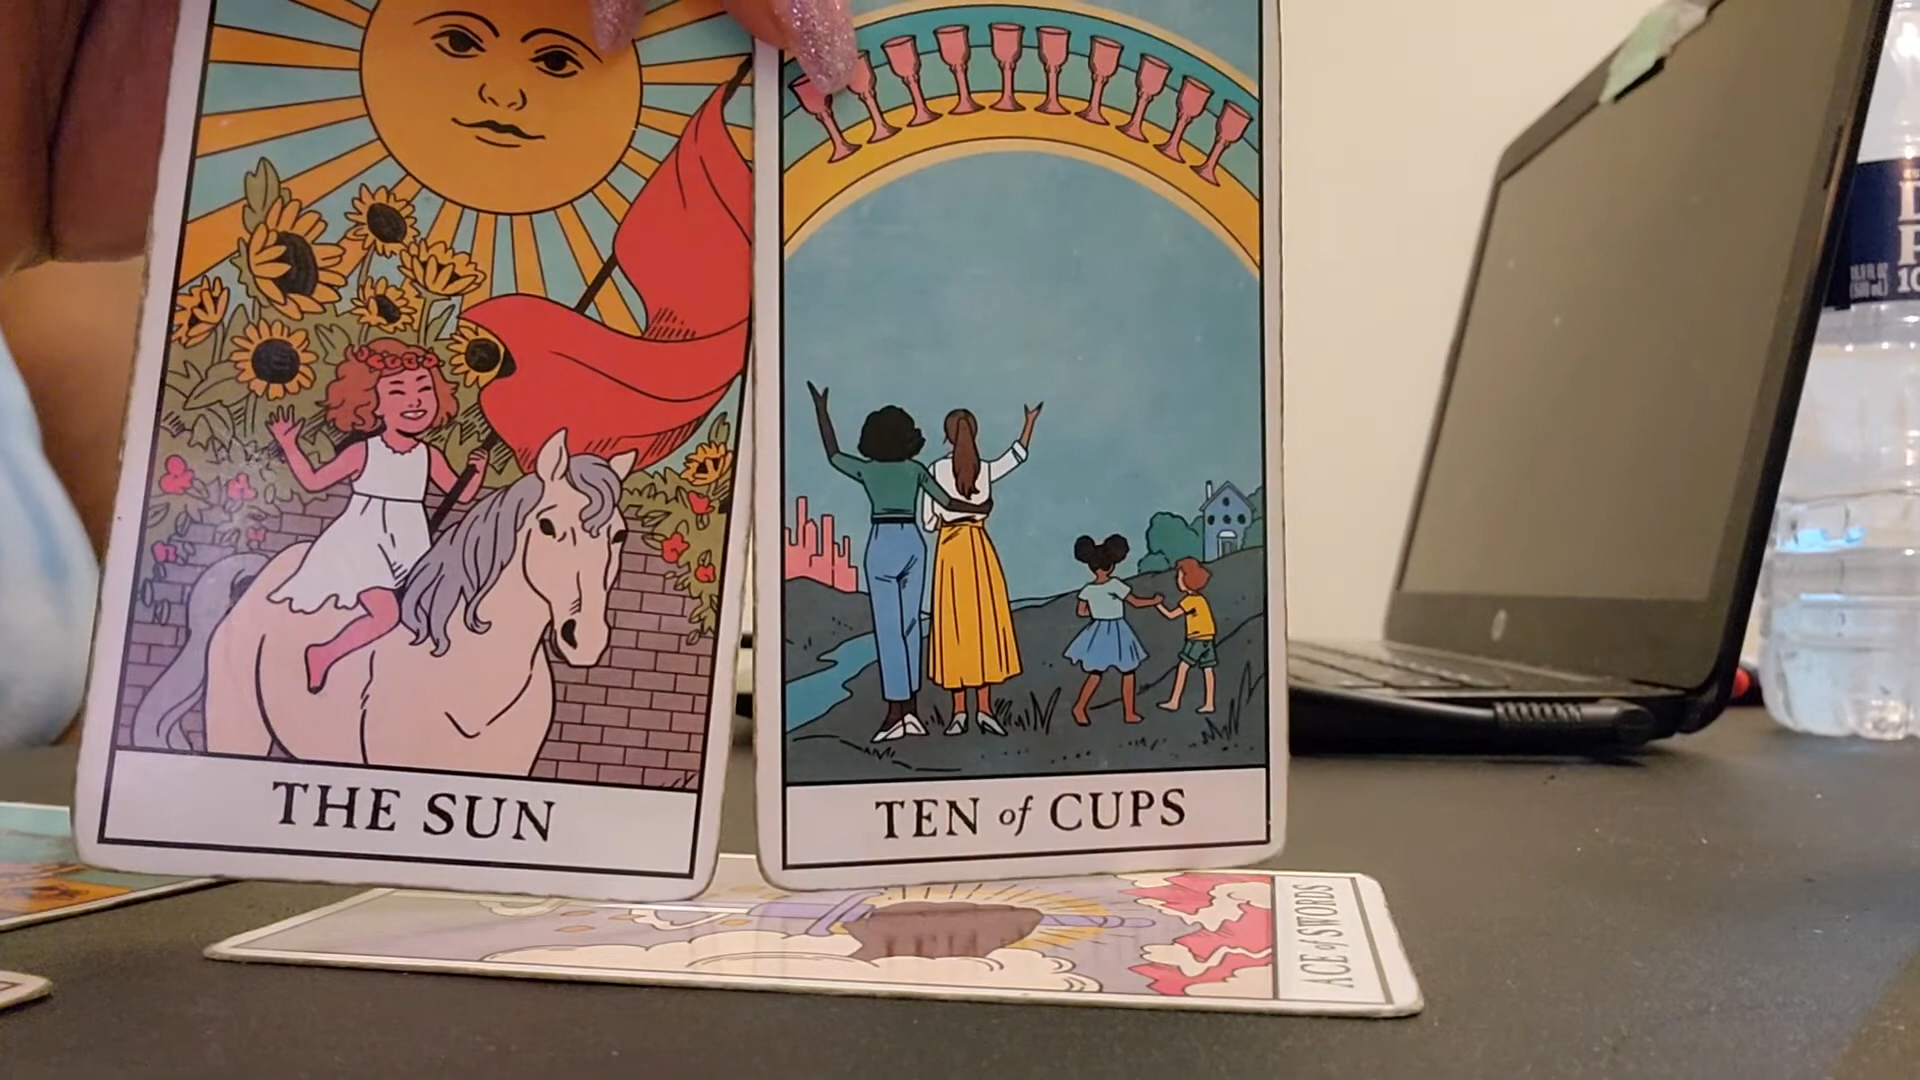 THE SUN
TEN of CUPS
ACE of SWORDS